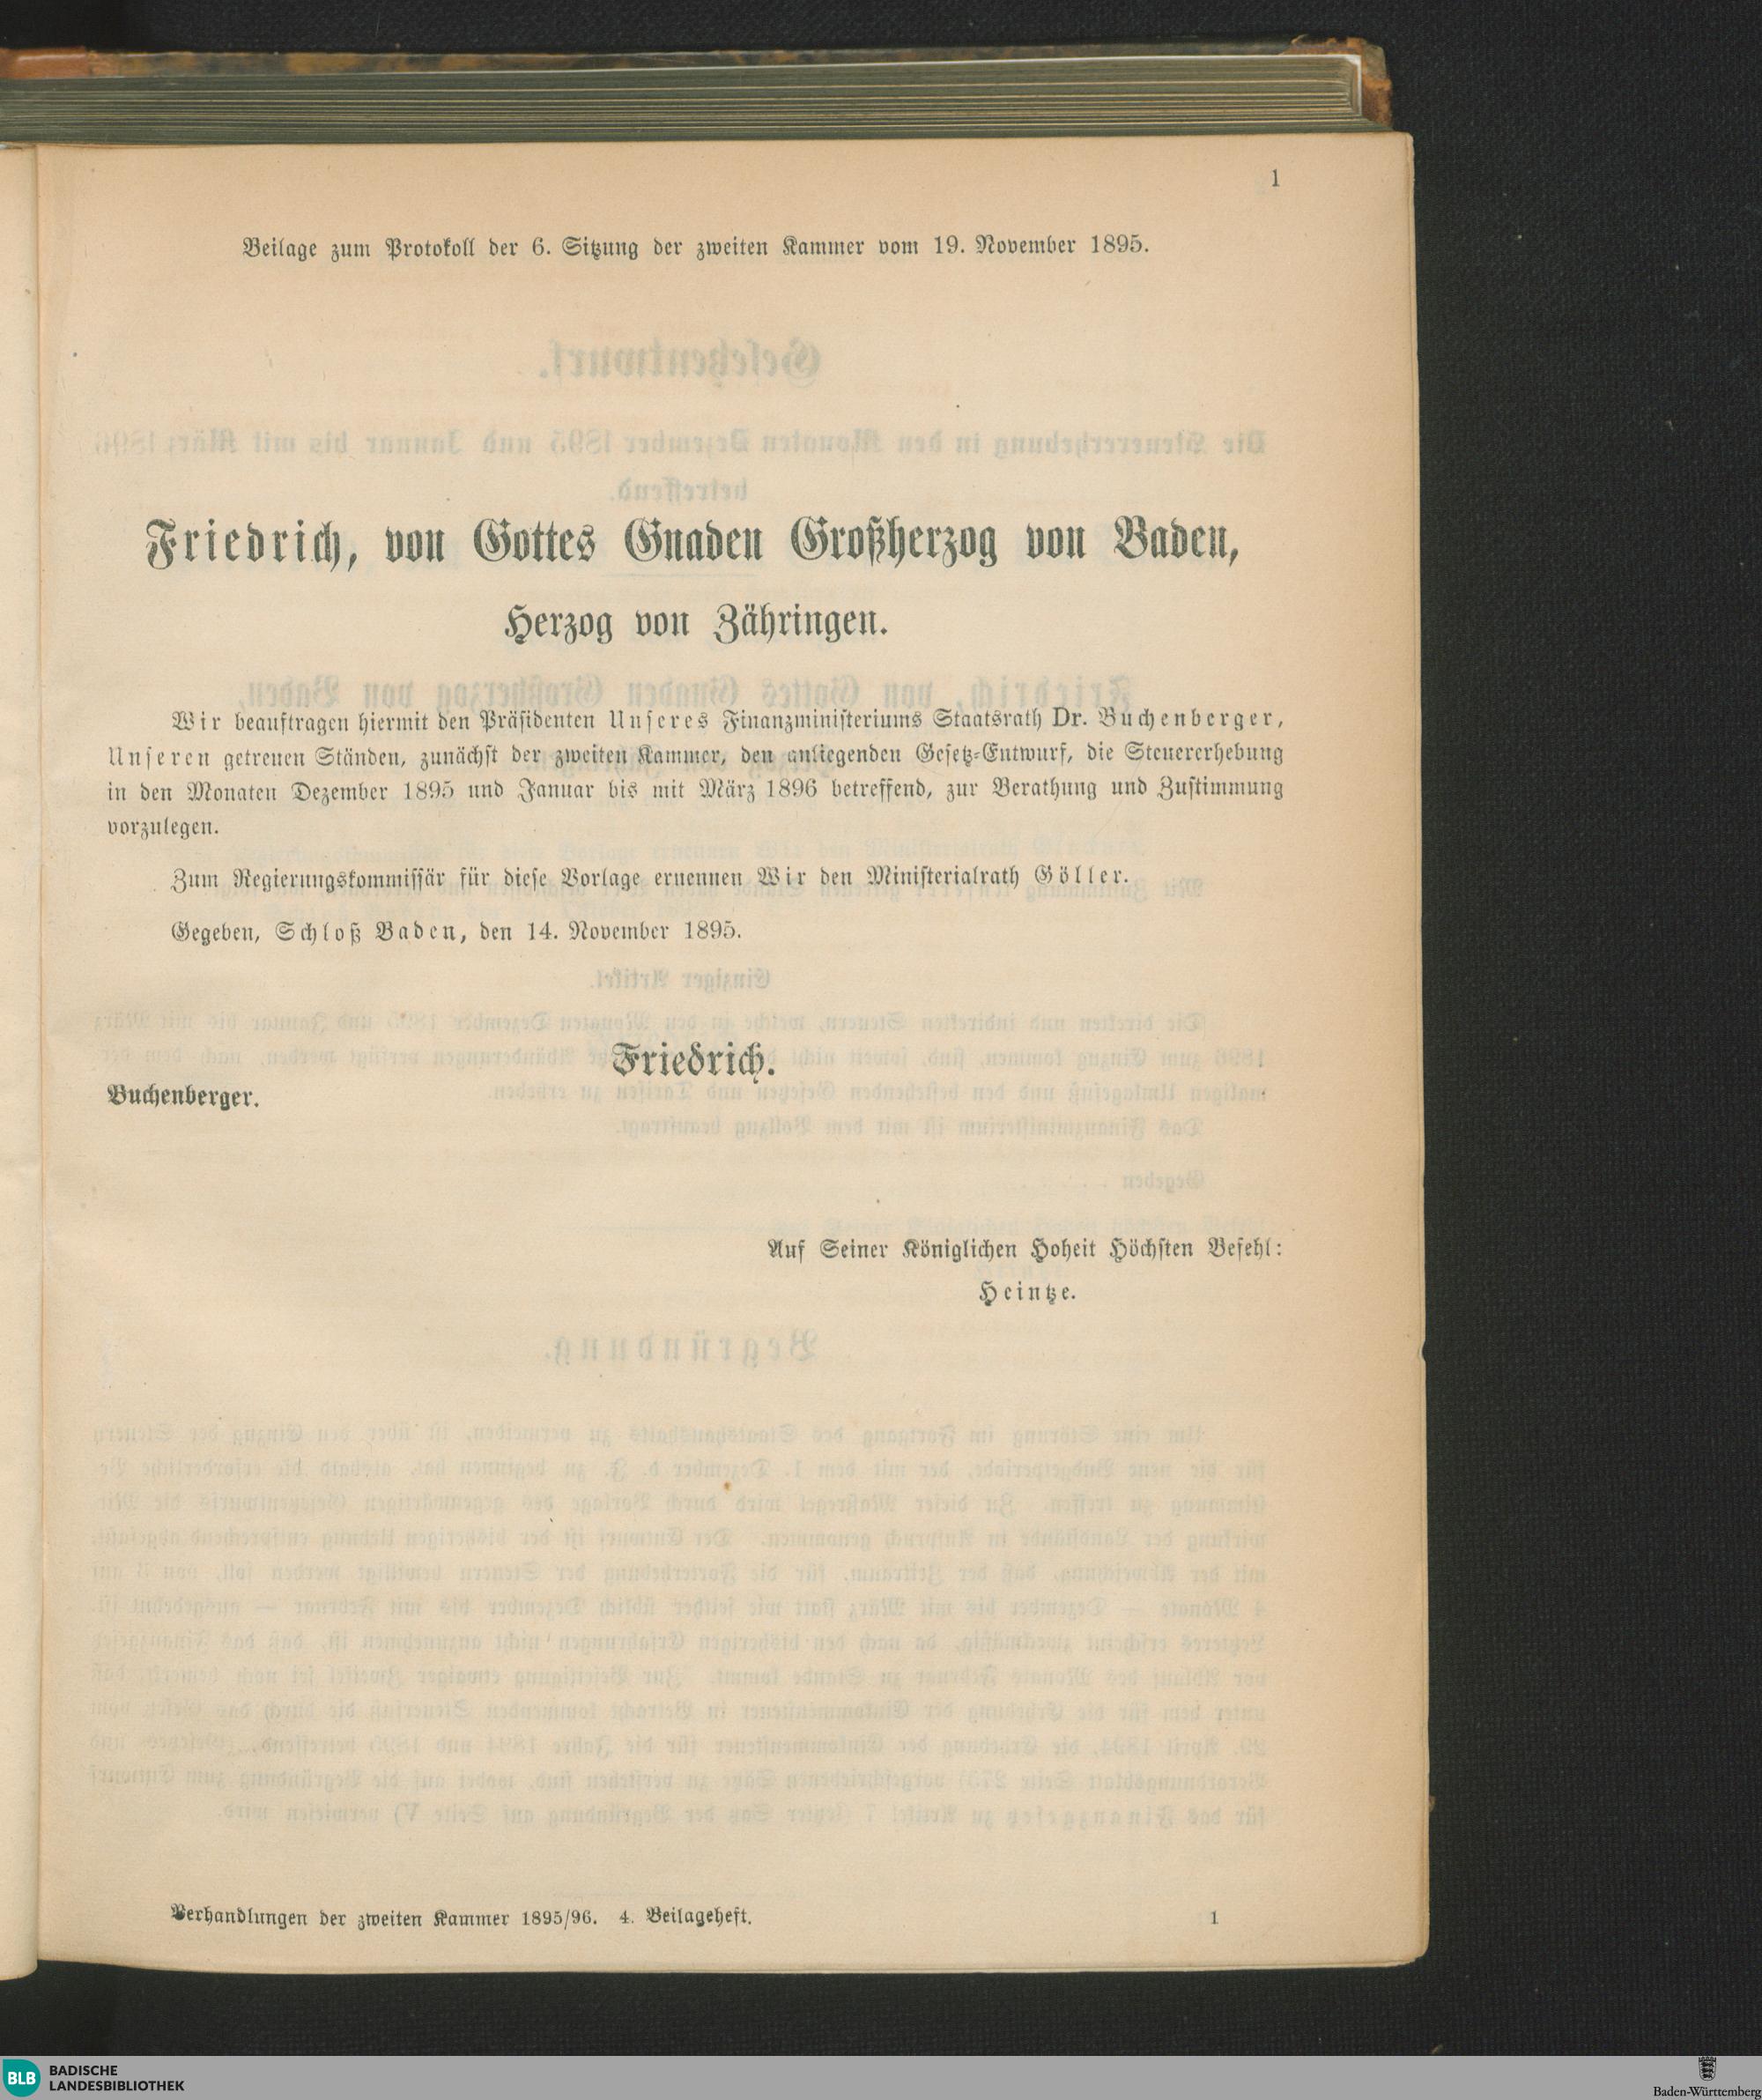 1
Beilage zum Protokoll der 6. Sitzung der zweiten Kammer vom 19. November 1895.
Friedrich, von Gottes Gnaden Großherzog von Baden,
Herzog von Zähringen.
Wir beauftragen hiermit den Präsidenten Unseres Finanzministeriums Staatsrath Dr. Buchenberger,
Unseren getreuen Ständen, zunächst der zweiten Kammer, den anliegenden Gesetz-Entwurf, die Steuererhebung
in den Monaten Dezember 1895 und Januar bis mit März 1896 betreffend, zur Berathung und Zustimmung
vorzulegen.
Zum Regierungskommissär für diese Vorlage ernennen Wir den Ministerialrath Göller.
Gegeben, Schloß Baden, den 14. November 1895.
Friedrich.
Buchenberger.
Auf Seiner Königlichen Hoheit Höchsten Befehl:
Heintze.
Verhandlungen der zweiten Kammer 1895/96. 4. Beilageheft. 1
BLB BADISCHE
LANDESBIBLIOTHEK
Baden-Württemberg